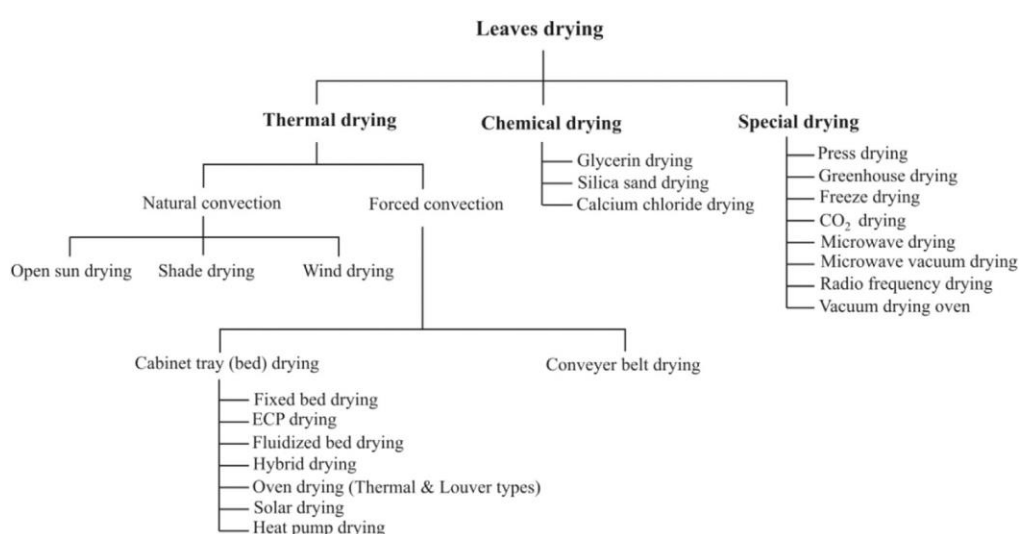 Leaves drying
Thermal drying
Chemical drying
Special drying
Glycerin drying
Silica sand drying
Calcium chloride drying
Press drying
Greenhouse drying
Freeze drying
CO₂ drying
Microwave drying
Microwave vacuum drying
Radio frequency drying
Vacuum drying oven
Natural convection
Forced convection
Open sun drying
Shade drying
Wind drying
Cabinet tray (bed) drying
Conveyer belt drying
Fixed bed drying
ECP drying
Fluidized bed drying
Hybrid drying
Oven drying (Thermal & Louver types)
Solar drying
Heat pump drying